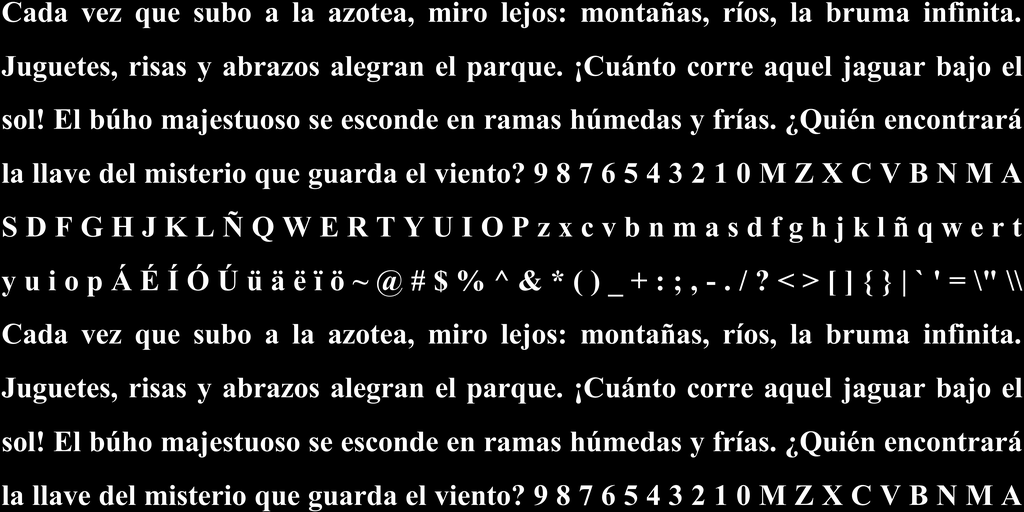 Cada vez que subo a la azotea, miro lejos: montañas, ríos, la bruma infinita.
Juguetes, risas y abrazos alegran el parque. ¡Cuánto corre aquel jaguar bajo el
sol! El búho majestuoso se esconde en ramas húmedas y frías. ¿Quién encontrará
la llave del misterio que guarda el viento? 9 8 7 6 5 4 3 2 1 0 M Z X C V B N M A
S D F G H J K L Ñ Q W E R T Y U I O P z x c v b n m a s d f g h j k l ñ q w e r t
y u i o p Á É Í Ó Ú ü ä ë ï ö ~ @ # $ % ^ & * ( ) _ + : ; , - . / ? < > [ ] { } | ` ' = \" \\
Cada vez que subo a la azotea, miro lejos: montañas, ríos, la bruma infinita.
Juguetes, risas y abrazos alegran el parque. ¡Cuánto corre aquel jaguar bajo el
sol! El búho majestuoso se esconde en ramas húmedas y frías. ¿Quién encontrará
la llave del misterio que guarda el viento? 9 8 7 6 5 4 3 2 1 0 M Z X C V B N M A